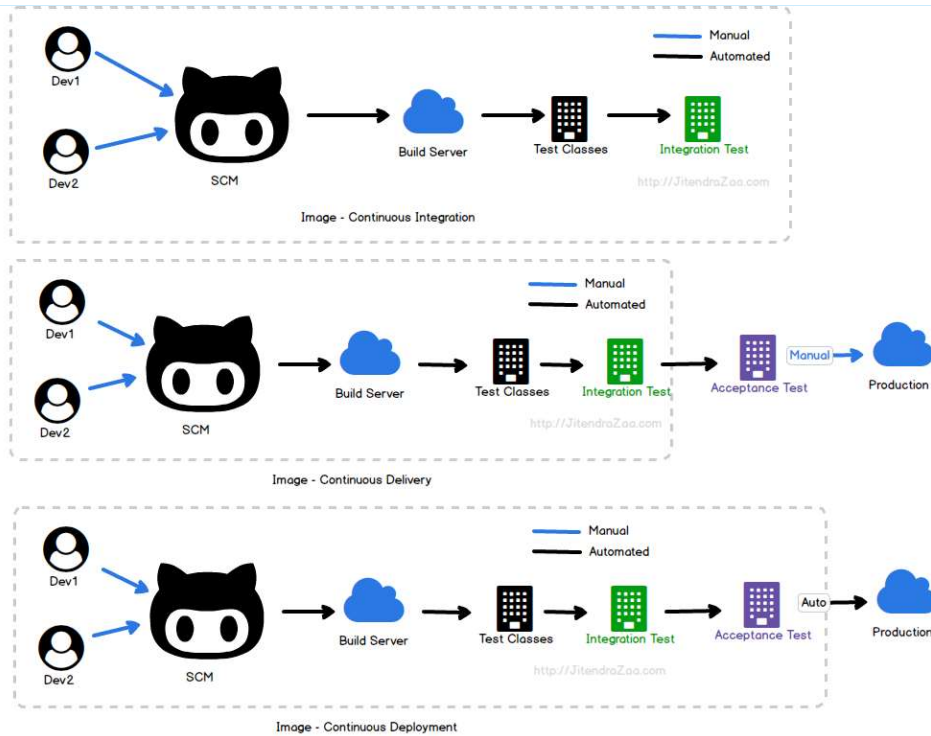 Manual
Automated
Dev1
Dev2
SCM
Build Server
Test Classes
Integration Test
http://JitendraZaa.com
Image - Continuous Integration
Manual
Automated
Dev1
Dev2
SCM
Build Server
Test Classes
Integration Test
Acceptance Test
Manual
Production
http://JitendraZaa.com
Image - Continuous Delivery
Manual
Automated
Dev1
Dev2
SCM
Build Server
Test Classes
Integration Test
Acceptance Test
Auto
Production
http://JitendraZaa.com
Image - Continuous Deployment